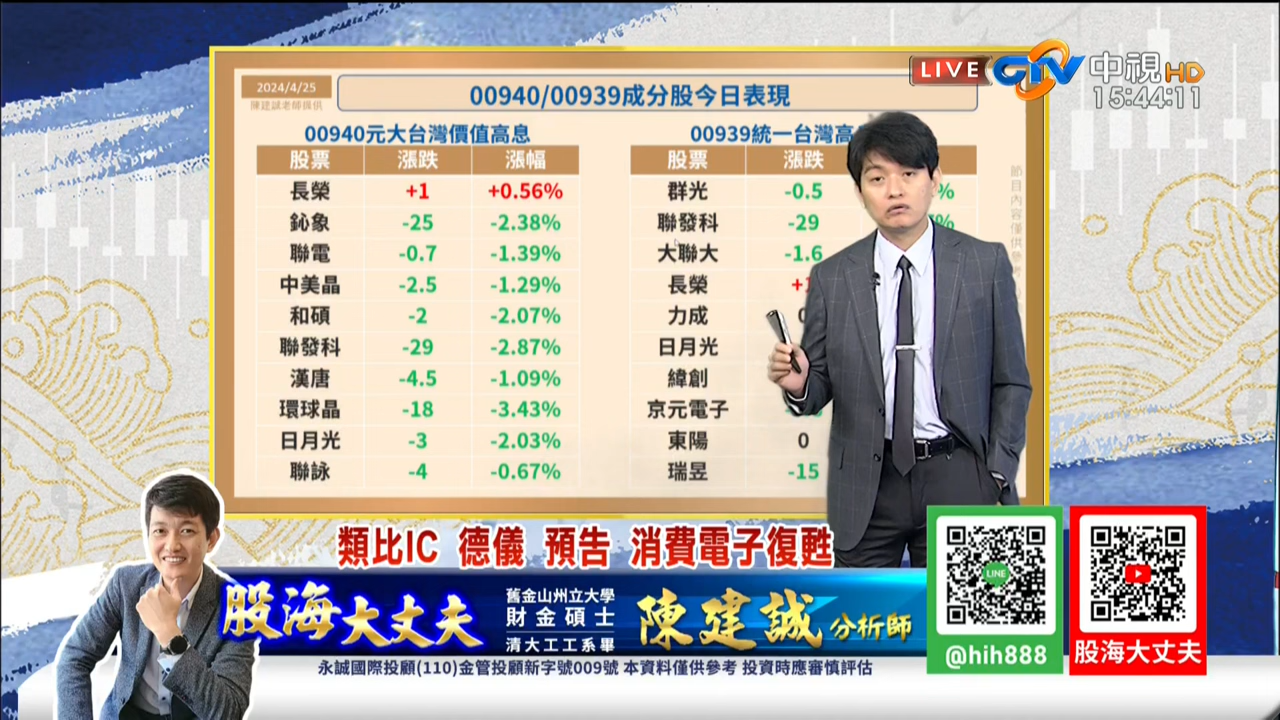 LIVE CTV 中視HD
15:44:11
2024/4/25
陳建誠老師提供
00940/00939成分股今日表現
00940元大台灣價值高息
股票 漲跌 漲幅
長榮 +1 +0.56%
鈊象 -25 -2.38%
聯電 -0.7 -1.39%
中美晶 -2.5 -1.29%
和碩 -2 -2.07%
聯發科 -29 -2.87%
漢唐 -4.5 -1.09%
環球晶 -18 -3.43%
日月光 -3 -2.03%
聯詠 -4 -0.67%
00939統一台灣高
股票 漲跌
群光 -0.5 %
聯發科 -29 %
大聯大 -1.6
長榮
力成
日月光
緯創
京元電子
東陽 0
瑞昱 -15
節目內容僅供參考
類比IC 德儀 預告 消費電子復甦
股海大丈夫
舊金山州立大學
財金碩士
清大工工系畢
陳建誠分析師
永誠國際投顧(110)金管投顧新字號009號 本資料僅供參考 投資時應審慎評估
LINE
@hih888
股海大丈夫